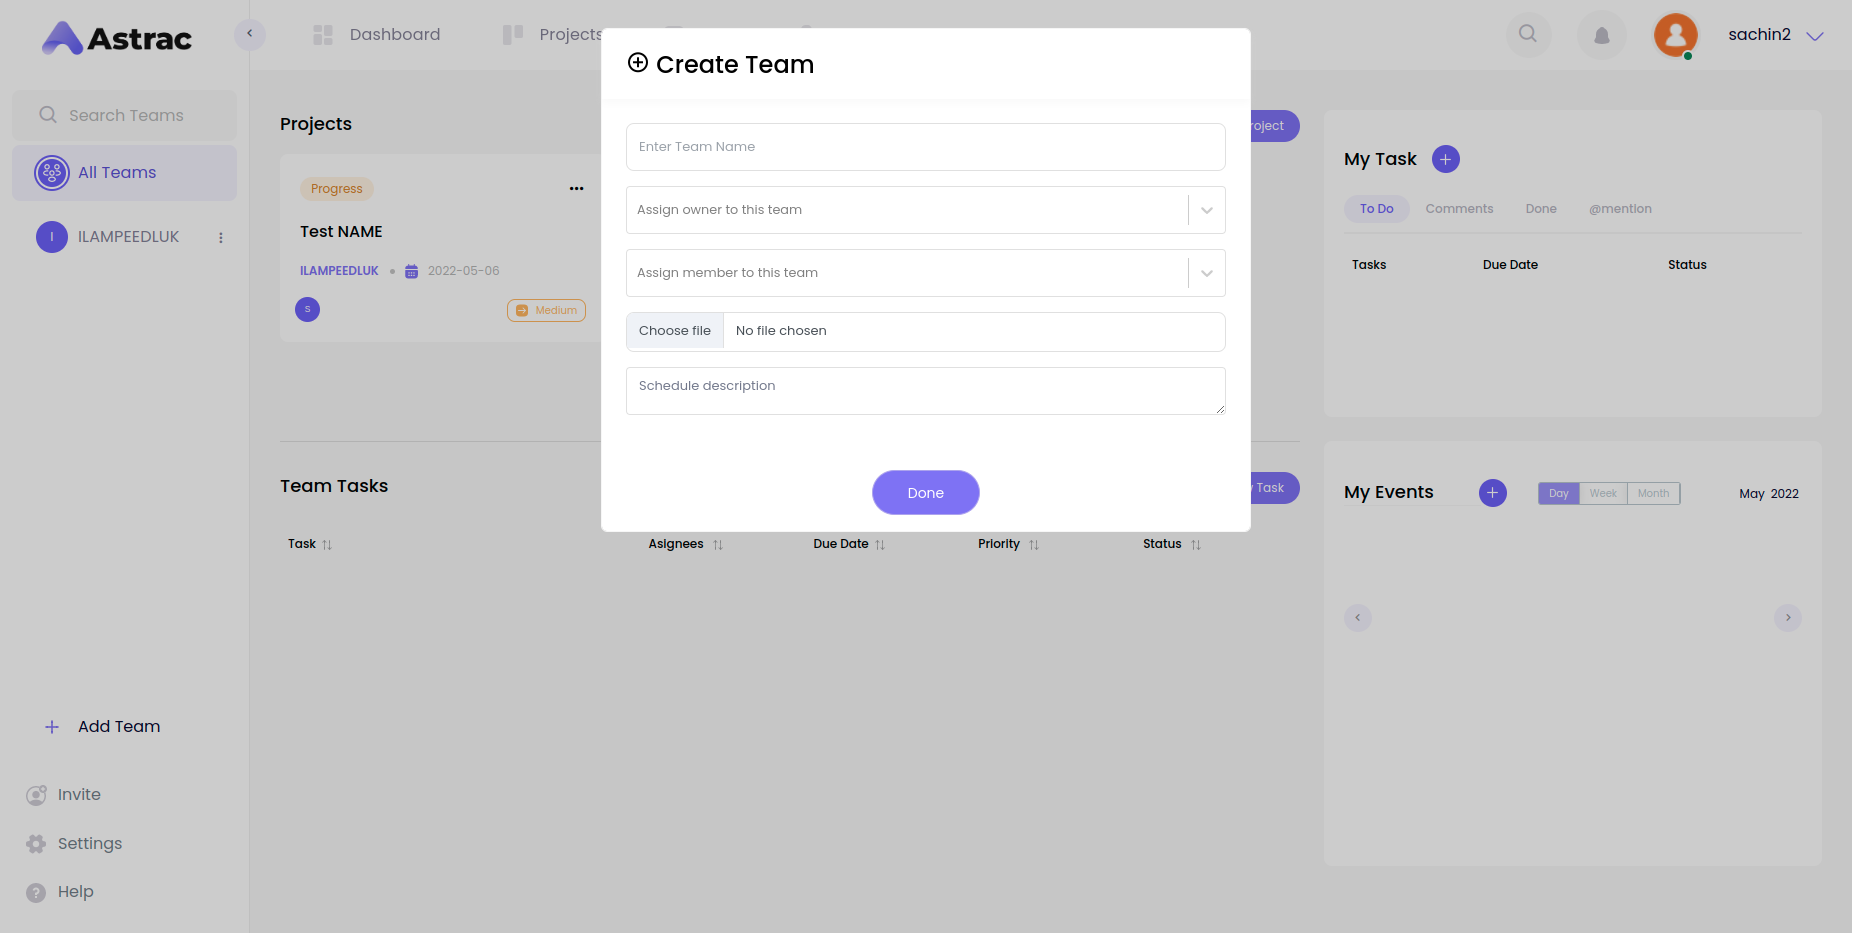 Astrac
Dashboard
Projects
sachin2
Search Teams
All Teams
I ILAMPEEDLUK
Add Team
Invite
Settings
? Help
Projects
Progress
Test NAME
ILAMPEEDLUK 2022-05-06
S Medium
Team Tasks
Task Asignees Due Date Priority Status
Create Team
Enter Team Name
Assign owner to this team
Assign member to this team
Choose file No file chosen
Schedule description
Done
Task
My Task
To Do Comments Done @mention
Tasks Due Date Status
My Events Day Week Month May 2022